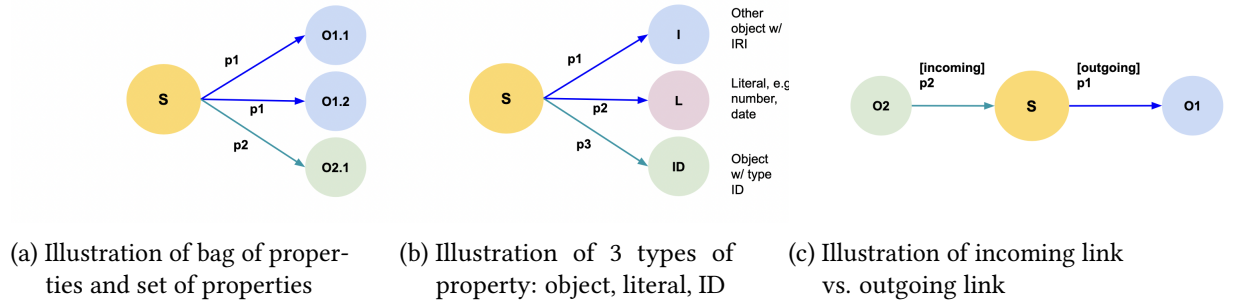 p1
p1
p2
S
O1.1
O1.2
O2.1
(a) Illustration of bag of proper-
ties and set of properties
p1
p2
p3
S
I
L
ID
Other
object w/
IRI
Literal, e.g
number,
date
Object
w/ type
ID
(b) Illustration of 3 types of
property: object, literal, ID
O2
[incoming]
p2
S
[outgoing]
p1
O1
(c) Illustration of incoming link
vs. outgoing link